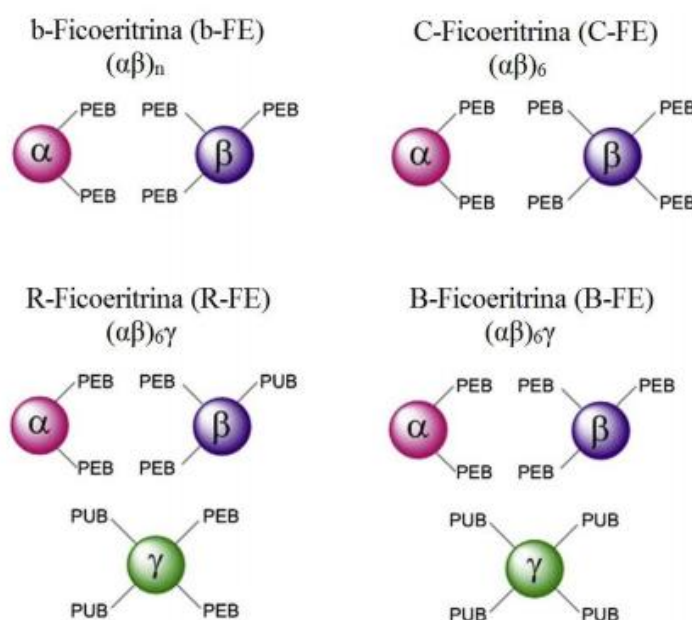 b-Ficoeritrina (b-FE)
(αβ)n
PEB PEB PEB
α β
PEB PEB
C-Ficoeritrina (C-FE)
(αβ)6
PEB PEB PEB
α β
PEB PEB PEB
R-Ficoeritrina (R-FE)
(αβ)6γ
PEB PEB PUB
α β
PEB PEB
PUB PEB
γ
PUB PEB
B-Ficoeritrina (B-FE)
(αβ)6γ
PEB PEB PEB
α β
PEB PEB
PUB PUB
γ
PUB PUB